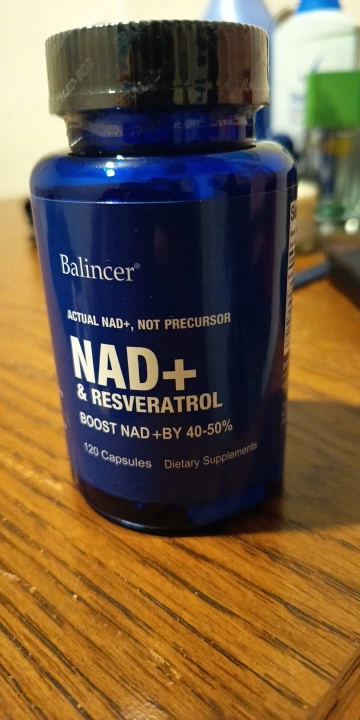 Balincer®
ACTUAL NAD+, NOT PRECURSOR
NAD+
& RESVERATROL
BOOST NAD+BY 40-50%
120 Capsules Dietary Supplements